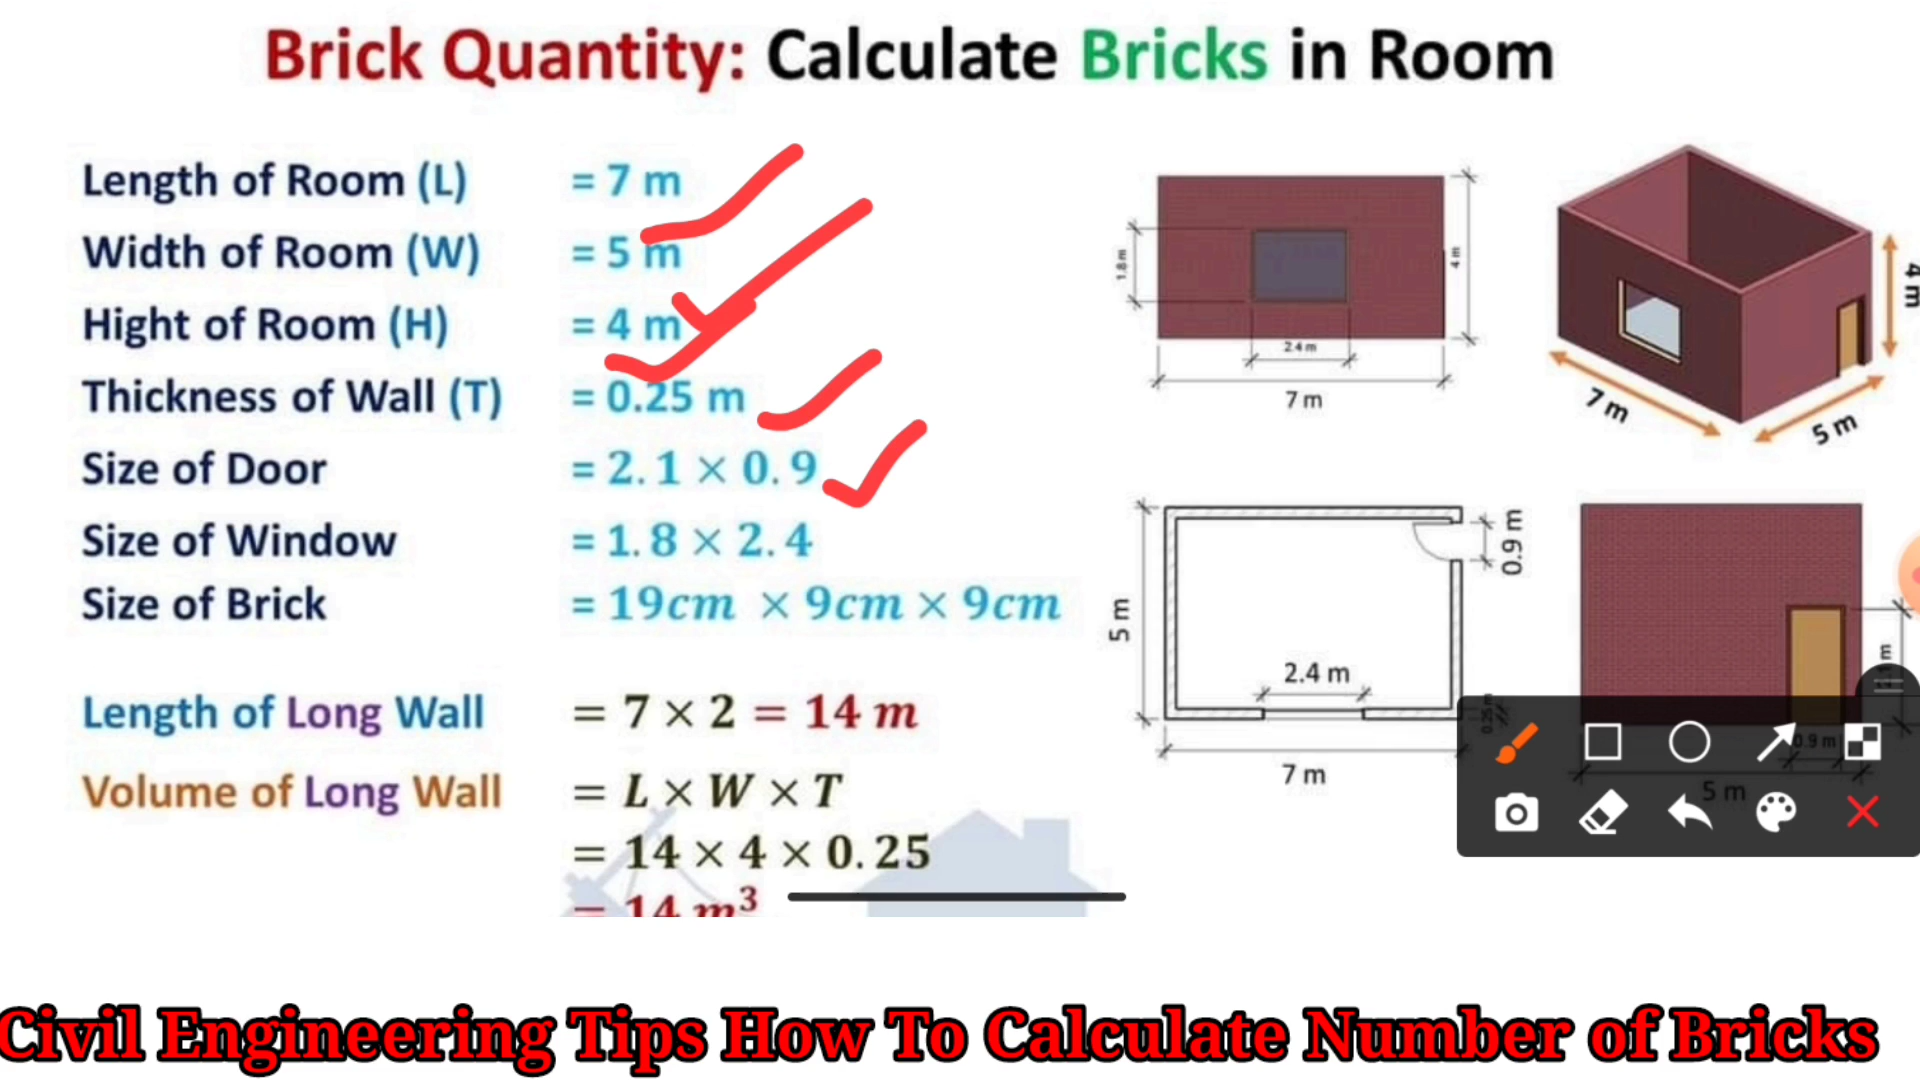 Brick Quantity: Calculate Bricks in Room
Length of Room (L) = 7 m
Width of Room (W) = 5 m
Hight of Room (H) = 4 m
Thickness of Wall (T) = 0.25 m
Size of Door = 2.1 × 0.9
Size of Window = 1.8 × 2.4
Size of Brick = 19cm × 9cm × 9cm
Length of Long Wall = 7 × 2 = 14 m
Volume of Long Wall = L × W × T
= 14 × 4 × 0.25
= 14 m³
1.8 m
4 m
2.4 m
7 m
4 m
7 m
5 m
0.9 m
5 m
2.4 m
7 m
0.9 m
5 m
Civil Engineering Tips How To Calculate Number of Bricks